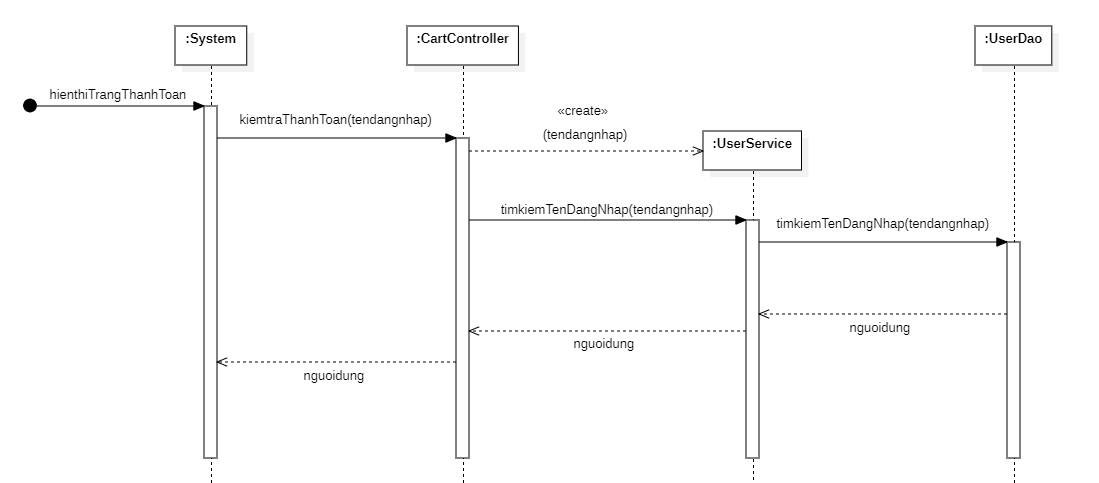 :System
:CartController
:UserDao
hienthiTrangThanhToan
kiemtraThanhToan(tendangnhap)
«create»
(tendangnhap)
:UserService
timkiemTenDangNhap(tendangnhap)
timkiemTenDangNhap(tendangnhap)
nguoidung
nguoidung
nguoidung